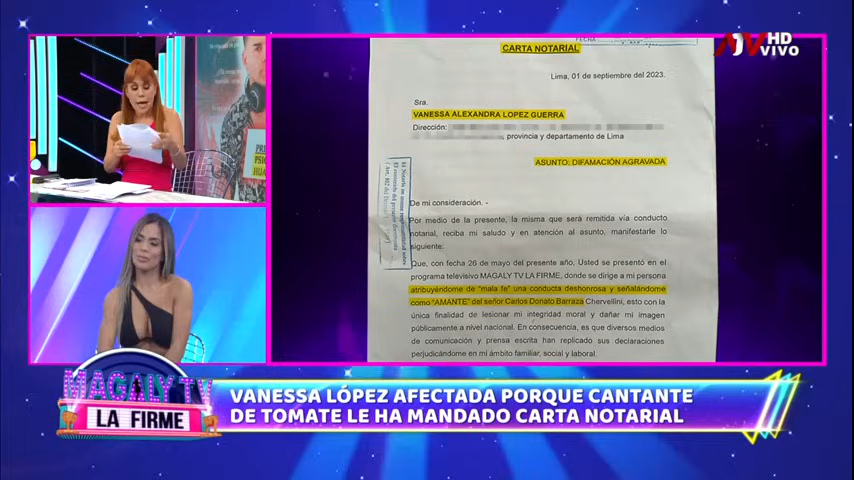 ATV HD
VIVO
FECHA
CARTA NOTARIAL
Lima, 01 de septiembre del 2023.
Sra.
VANESSA ALEXANDRA LOPEZ GUERRA
Dirección:
, provincia y departamento de Lima
ASUNTO: DIFAMACIÓN AGRAVADA
De mi consideración. -
Por medio de la presente, la misma que será remitida vía conducto
notarial, reciba mi saludo y en atención al asunto, manifestarle lo
siguiente:
Que, con fecha 26 de mayo del presente año, Usted se presentó en el
programa televisivo MAGALY TV LA FIRME, donde se dirige a mi persona
atribuyéndome de "mala fe" una conducta deshonrosa y señalándome
como "AMANTE" del señor Carlos Donato Barraza Chervellini, esto con la
única finalidad de lesionar mi integridad moral y dañar mi imagen
públicamente a nivel nacional. En consecuencia, es que diversos medios
de comunicación y prensa escrita han replicado sus declaraciones
perjudicándome en mi ámbito familiar, social y laboral.
MAGALY TV
LA FIRME
VANESSA LÓPEZ AFECTADA PORQUE CANTANTE
DE TOMATE LE HA MANDADO CARTA NOTARIAL